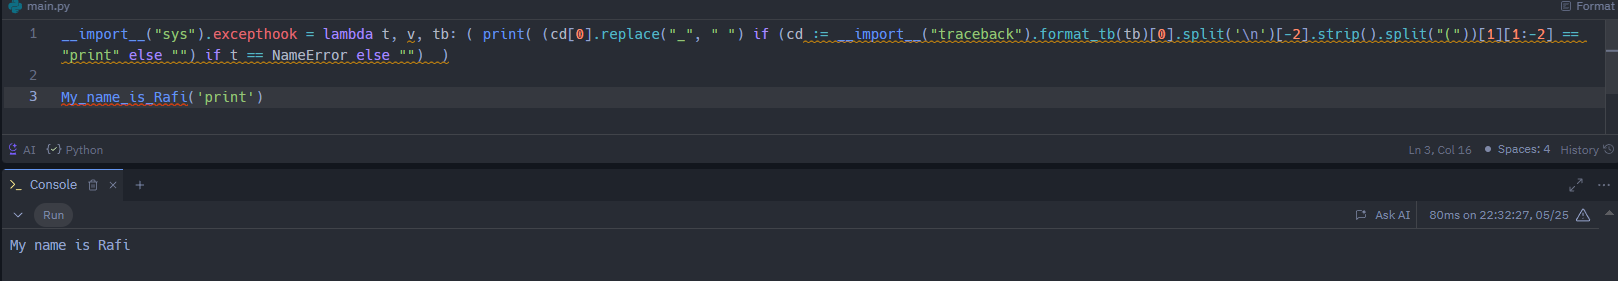 main.py
Format
1 __import__("sys").excepthook = lambda t, v, tb: ( print( (cd[0].replace("_", " ") if (cd := __import__("traceback").format_tb(tb)[0].split('\n')[-2].strip().split("("))[1][1:-2] ==
"print" else "") if t == NameError else "") )
2
3 My_name_is_Rafi('print')
AI {✓} Python
Ln 3, Col 16 • Spaces: 4 History
>_ Console × +
Run
Ask AI 80ms on 22:32:27, 05/25
My name is Rafi